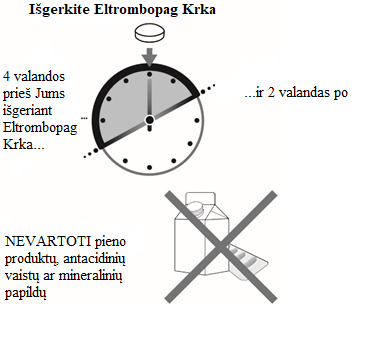 Išgerkite Eltrombopag Krka
4 valandos
prieš Jums
išgeriant
Eltrombopag
Krka...
...
...ir 2 valandas po
NEVARTOTI pieno
produktų, antacidinių
vaistų ar mineralinių
papildų